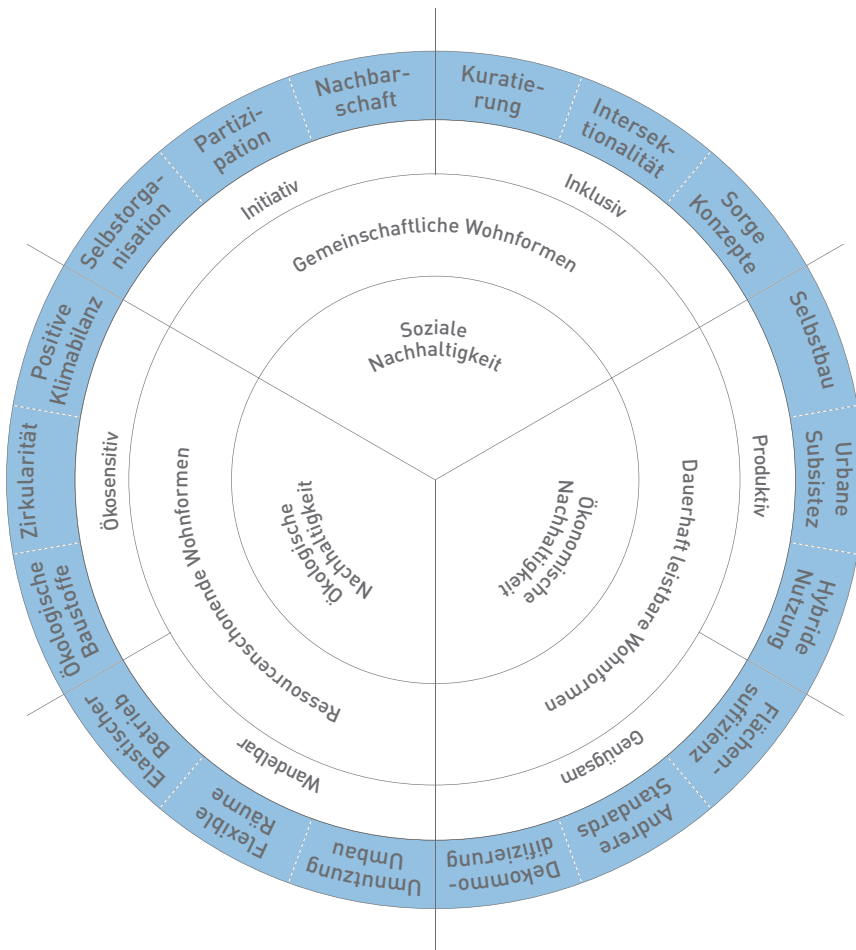 Kuratie-
rung
Intersek-
tionalität
Sorge
Konzepte
Selbstbau
Urbane
Subsistez
Hybride
Nutzung
Flächen-
suffizienz
Andrere
Standards
Dekommo-
difizierung
Umnutzung
Umbau
Flexible
Räume
Elastischer
Betrieb
Ökologische
Baustoffe
Zirkularität
Positive
Klimabilanz
Selbstorga-
nisation
Partizi-
pation
Nachbar-
schaft
Initiativ
Inklusiv
Produktiv
Genügsam
Wandelbar
Ökosensitiv
Gemeinschaftliche Wohnformen
Dauerhaft leistbare Wohnformen
Ressourcenschonende Wohnformen
Soziale
Nachhaltigkeit
Ökonomische
Nachhaltigkeit
Ökologische
Nachhaltigkeit